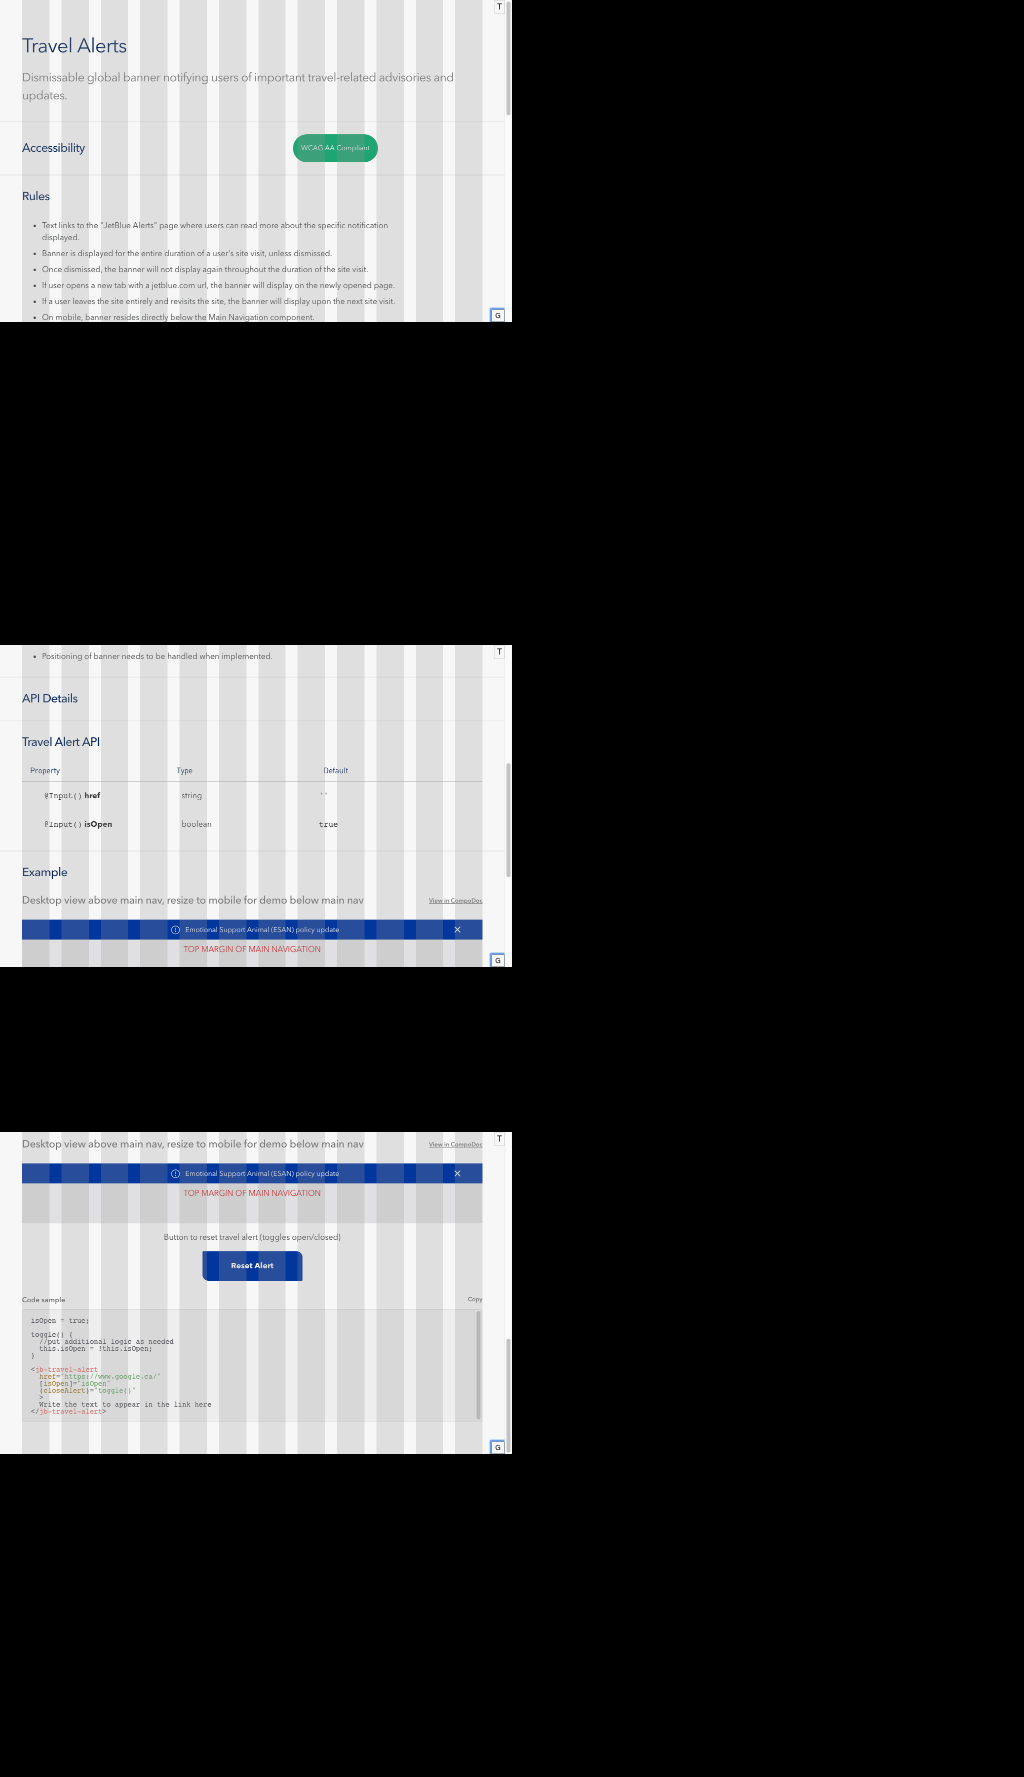 T
Travel Alerts
Dismissable global banner notifying users of important travel-related advisories and
updates.
Accessibility
WCAG AA Compliant
Rules
• Text links to the "JetBlue Alerts" page where users can read more about the specific notification
displayed.
• Banner is displayed for the entire duration of a user's site visit, unless dismissed.
• Once dismissed, the banner will not display again throughout the duration of the site visit.
• If user opens a new tab with a jetblue.com url, the banner will display on the newly opened page.
• If a user leaves the site entirely and revisits the site, the banner will display upon the next site visit.
• On mobile, banner resides directly below the Main Navigation component.
G
• Positioning of banner needs to be handled when implemented.
T
API Details
Travel Alert API
Property Type Default
@Input() href string ``
@Input() isOpen boolean true
Example
Desktop view above main nav, resize to mobile for demo below main nav View in CompoDoc
Emotional Support Animal (ESAN) policy update ✕
TOP MARGIN OF MAIN NAVIGATION
G
Desktop view above main nav, resize to mobile for demo below main nav View in CompoDoc
T
Emotional Support Animal (ESAN) policy update ✕
TOP MARGIN OF MAIN NAVIGATION
Button to reset travel alert (toggles open/closed)
Reset Alert
Code sample Copy
isOpen = true;
toggle() {
//put additional logic as needed
this.isOpen = !this.isOpen;
}
<jb-travel-alert
href="https://www.google.ca/"
[isOpen]="isOpen"
(closeAlert)="toggle()"
>
Write the text to appear in the link here
</jb-travel-alert>
G